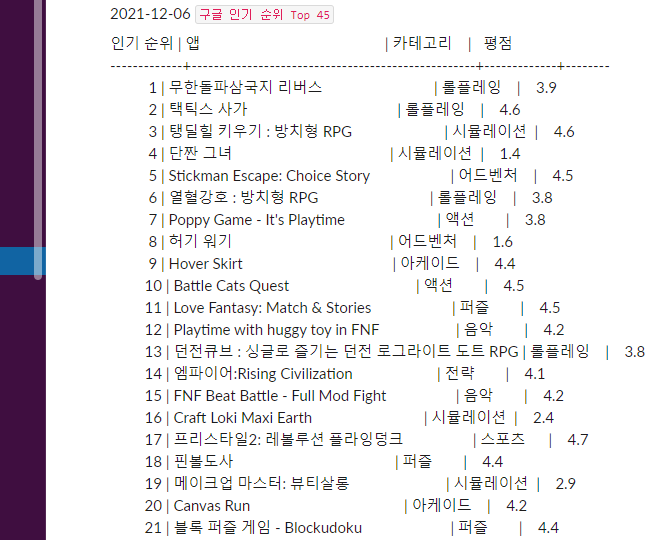 2021-12-06 구글 인기 순위 Top 45
인기 순위 | 앱 | 카테고리 | 평점
------------+--------------------------------------------------+------------+--------
1 | 무한돌파삼국지 리버스 | 롤플레잉 | 3.9
2 | 택틱스 사가 | 롤플레잉 | 4.6
3 | 탱딜힐 키우기 : 방치형 RPG | 시뮬레이션 | 4.6
4 | 단짠 그녀 | 시뮬레이션 | 1.4
5 | Stickman Escape: Choice Story | 어드벤처 | 4.5
6 | 열혈강호 : 방치형 RPG | 롤플레잉 | 3.8
7 | Poppy Game - It's Playtime | 액션 | 3.8
8 | 허기 워기 | 어드벤처 | 1.6
9 | Hover Skirt | 아케이드 | 4.4
10 | Battle Cats Quest | 액션 | 4.5
11 | Love Fantasy: Match & Stories | 퍼즐 | 4.5
12 | Playtime with huggy toy in FNF | 음악 | 4.2
13 | 던전큐브 : 싱글로 즐기는 던전 로그라이트 도트 RPG | 롤플레잉 | 3.8
14 | 엠파이어:Rising Civilization | 전략 | 4.1
15 | FNF Beat Battle - Full Mod Fight | 음악 | 4.2
16 | Craft Loki Maxi Earth | 시뮬레이션 | 2.4
17 | 프리스타일2: 레볼루션 플라잉덩크 | 스포츠 | 4.7
18 | 핀볼도사 | 퍼즐 | 4.4
19 | 메이크업 마스터: 뷰티살롱 | 시뮬레이션 | 2.9
20 | Canvas Run | 아케이드 | 4.2
21 | 블록 퍼즐 게임 - Blockudoku | 퍼즐 | 4.4